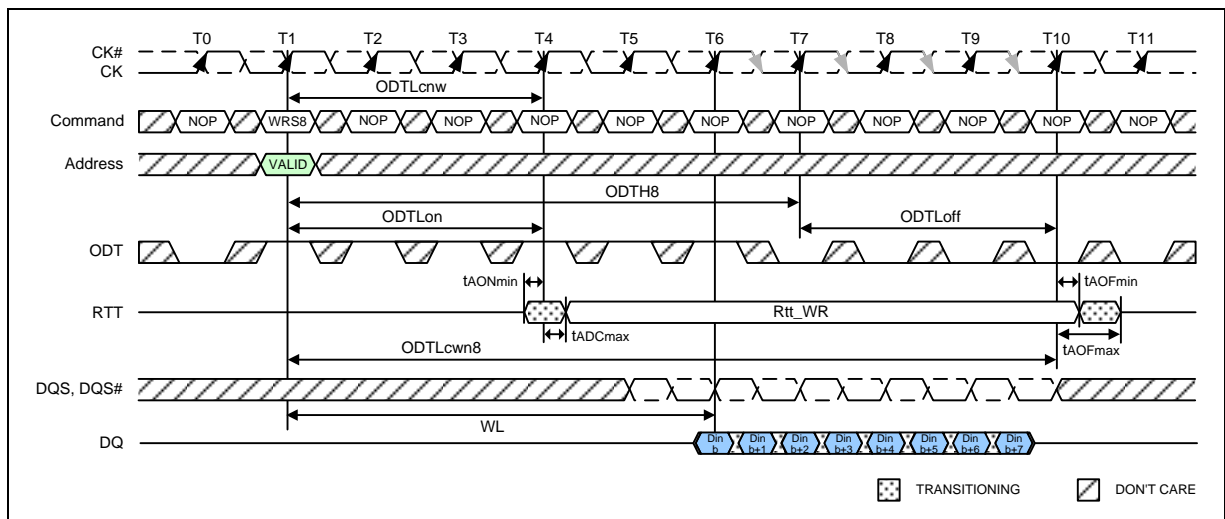 T0 T1 T2 T3 T4 T5 T6 T7 T8 T9 T10 T11
CK#
CK
ODTLcnw
Command NOP WRS8 NOP NOP NOP NOP NOP NOP NOP NOP NOP NOP
Address VALID
ODTH8
ODTLon ODTLoff
ODT
tAONmin tAOFmin
RTT Rtt_WR
tADCmax
ODTLcwn8 tAOFmax
DQS, DQS#
WL
DQ Din b Din b+1 Din b+2 Din b+3 Din b+4 Din b+5 Din b+6 Din b+7
TRANSITIONING DON'T CARE